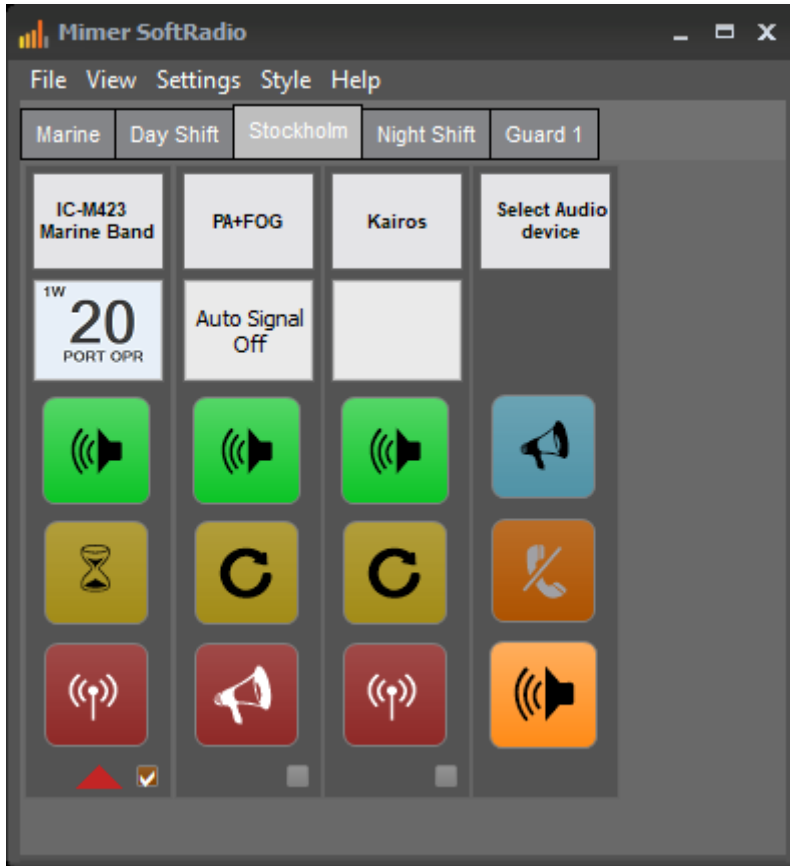 Mimer SoftRadio
File View Settings Style Help
Marine Day Shift Stockholm Night Shift Guard 1
IC-M423
Marine Band
PA+FOG
Kairos
Select Audio
device
1W
20
PORT OPR
Auto Signal
Off